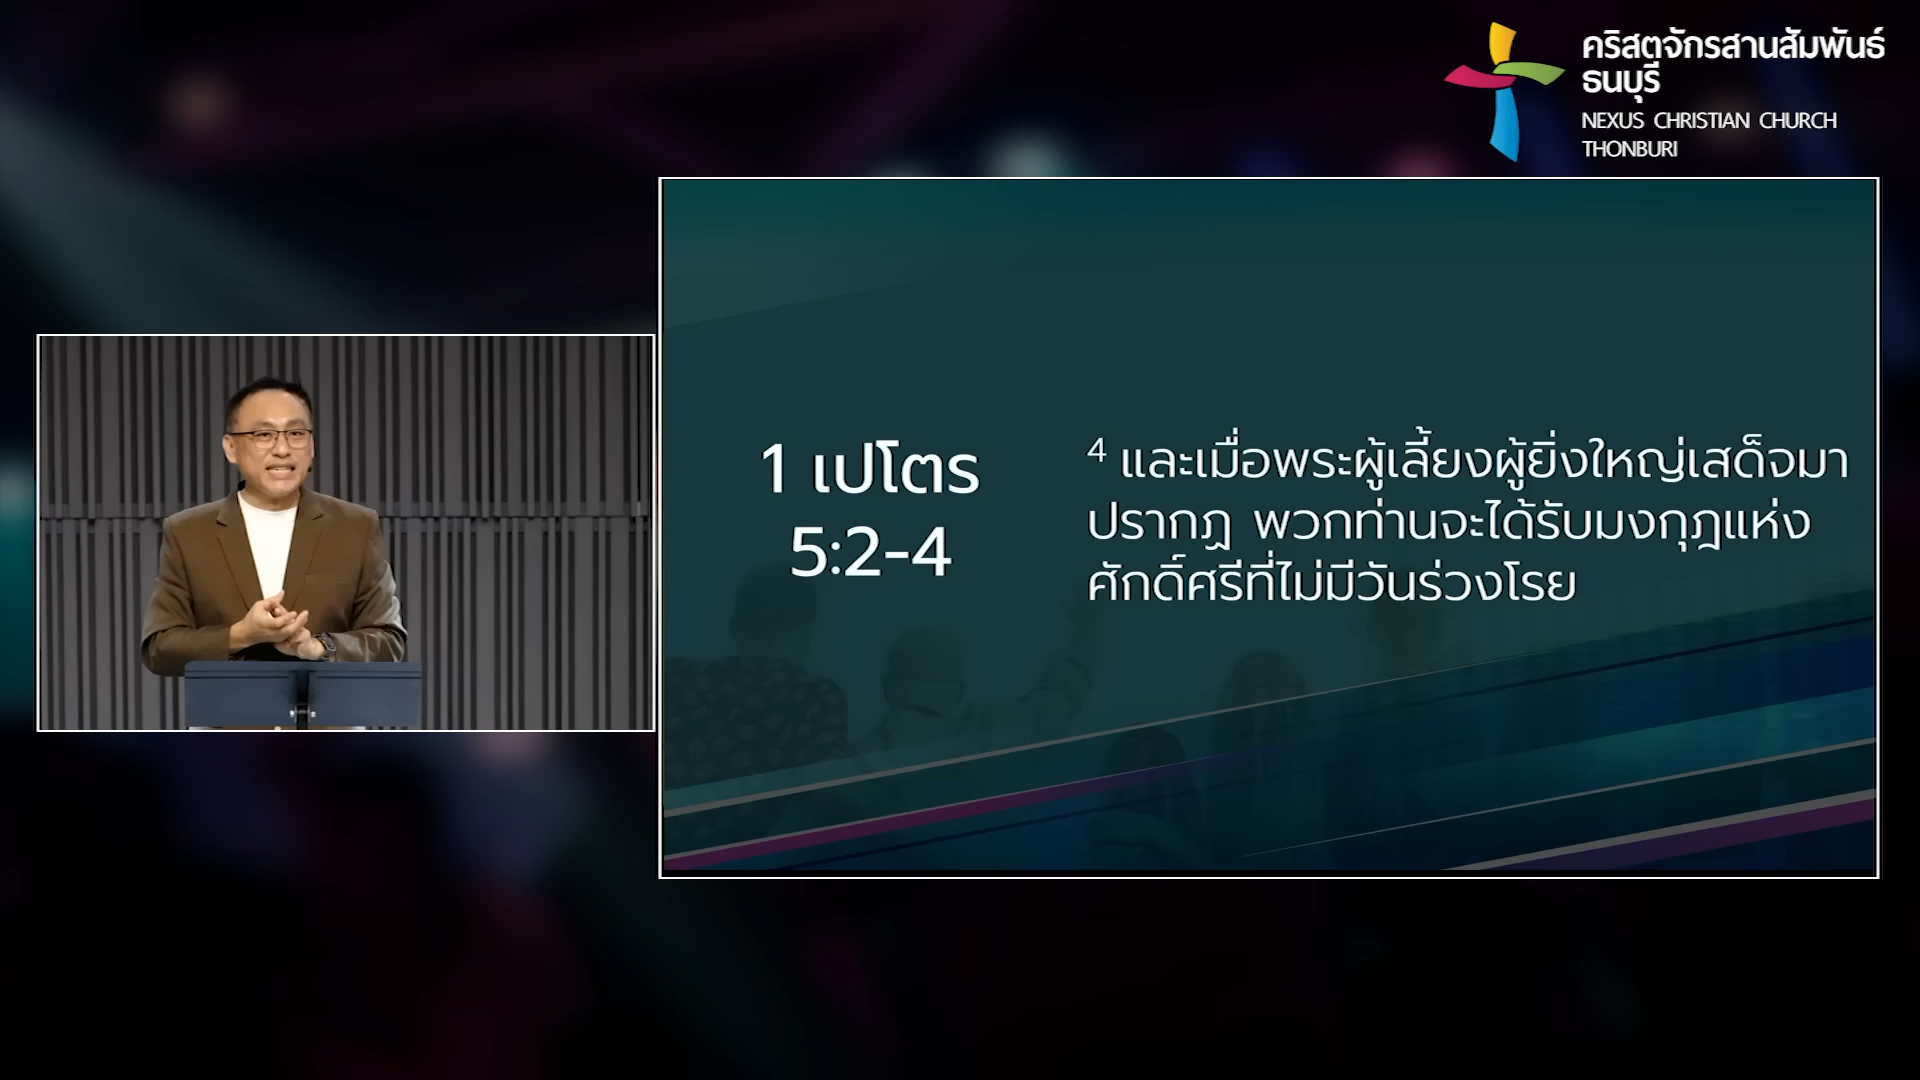 คริสตจักรสานสัมพันธ์
ธนบุรี
NEXUS CHRISTIAN CHURCH
THONBURI
1 เปโตร
5:2-4
4 และเมื่อพระผู้เลี้ยงผู้ยิ่งใหญ่เสด็จมา
ปรากฏ พวกท่านจะได้รับมงกุฎแห่ง
ศักดิ์ศรีที่ไม่มีวันร่วงโรย